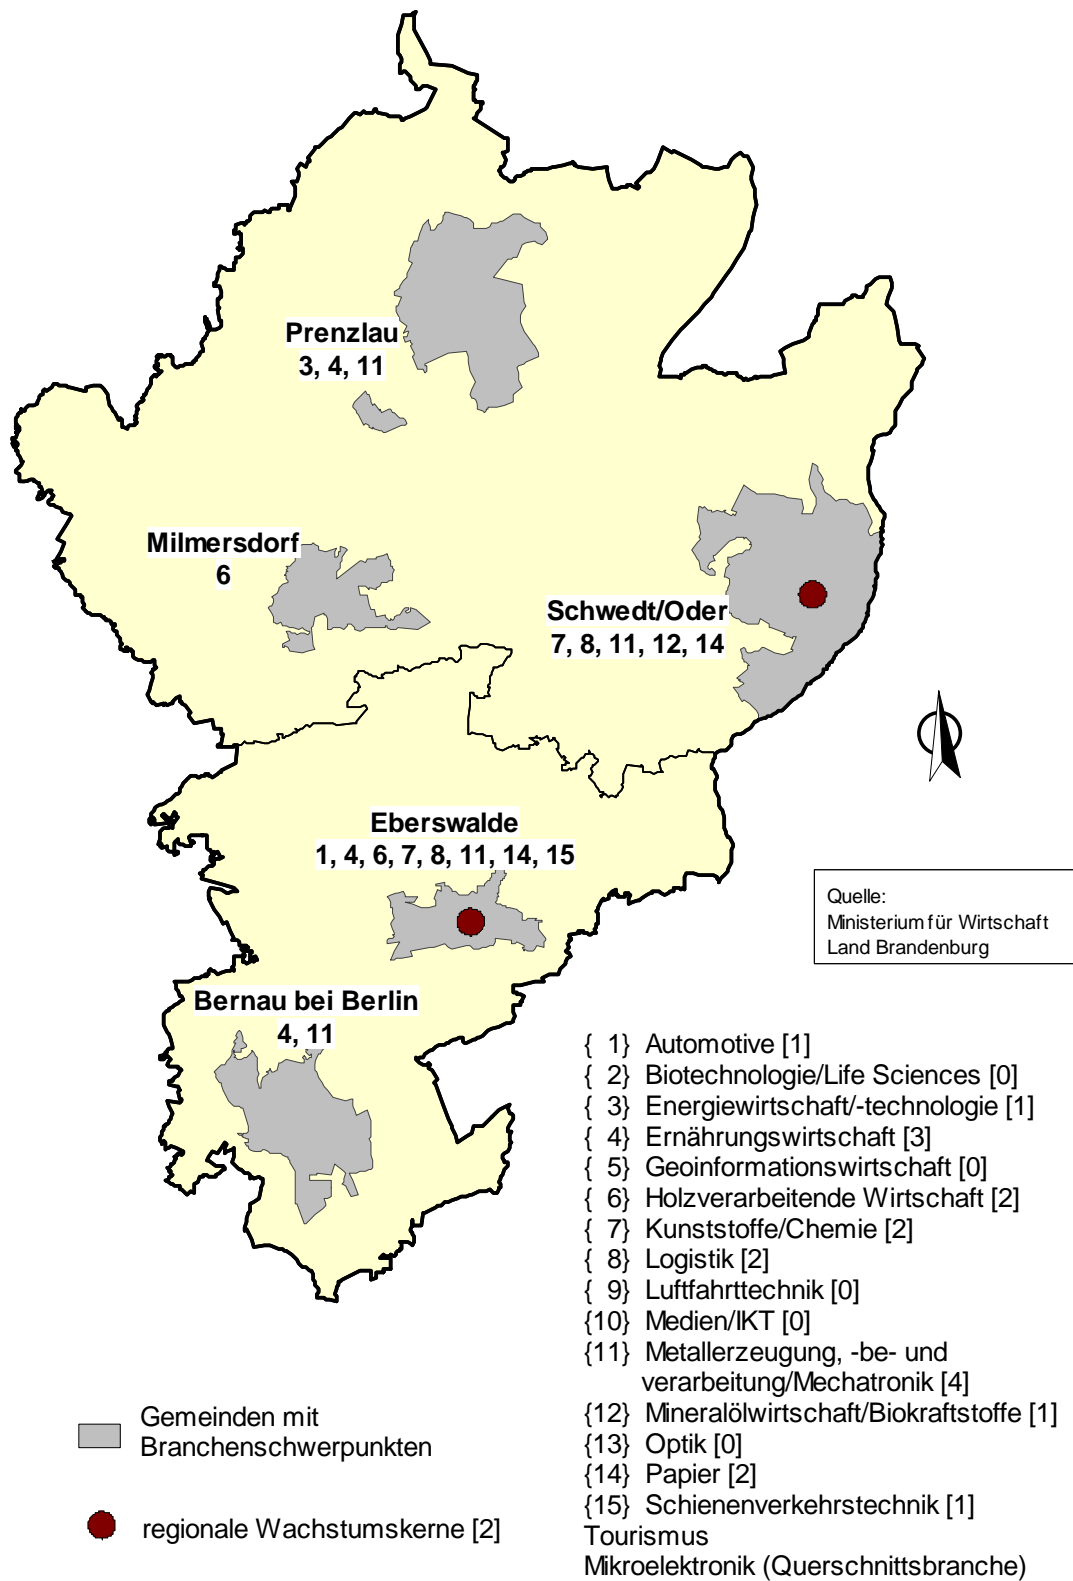 Prenzlau
3, 4, 11
Milmersdorf
6
Schwedt/Oder
7, 8, 11, 12, 14
Eberswalde
1, 4, 6, 7, 8, 11, 14, 15
Quelle:
Ministerium für Wirtschaft
Land Brandenburg
Bernau bei Berlin
4, 11
{ 1} Automotive [1]
{ 2} Biotechnologie/Life Sciences [0]
{ 3} Energiewirtschaft/-technologie [1]
{ 4} Ernährungswirtschaft [3]
{ 5} Geoinformationswirtschaft [0]
{ 6} Holzverarbeitende Wirtschaft [2]
{ 7} Kunststoffe/Chemie [2]
{ 8} Logistik [2]
{ 9} Luftfahrttechnik [0]
{10} Medien/IKT [0]
{11} Metallerzeugung, -be- und
verarbeitung/Mechatronik [4]
{12} Mineralölwirtschaft/Biokraftstoffe [1]
{13} Optik [0]
{14} Papier [2]
{15} Schienenverkehrstechnik [1]
Tourismus
Mikroelektronik (Querschnittsbranche)
Gemeinden mit
Branchenschwerpunkten
regionale Wachstumskerne [2]